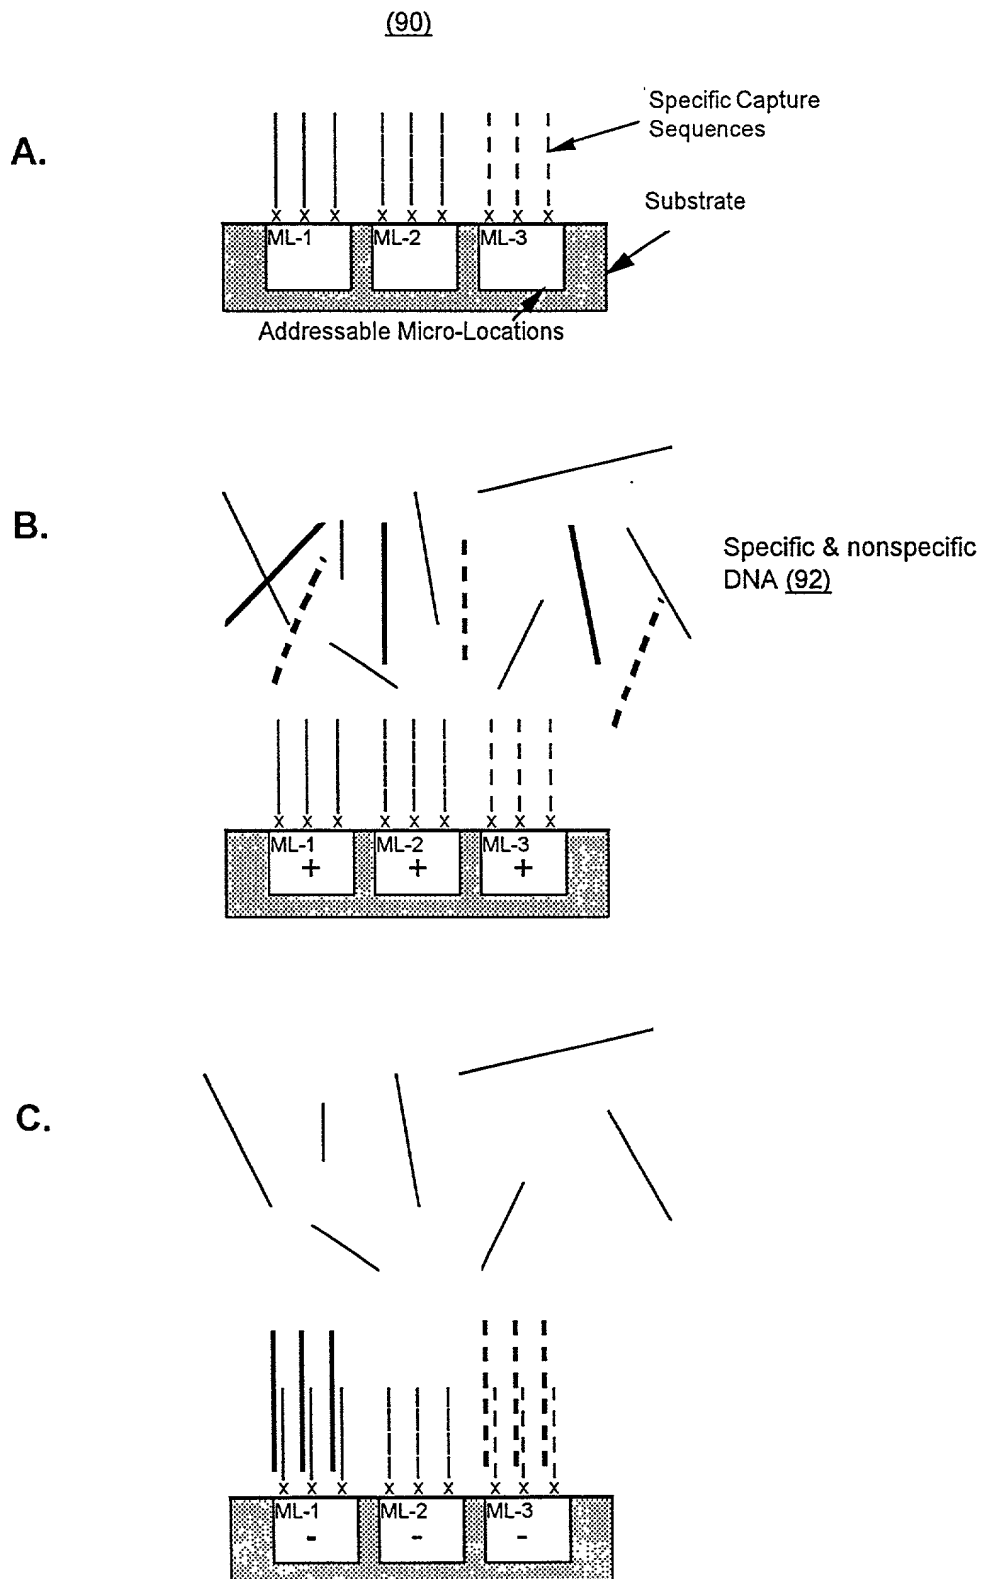 (90)
A.
Specific Capture
Sequences
Substrate
x x x x x x x x x
ML-1 ML-2 ML-3
Addressable Micro-Locations
B.
Specific & nonspecific
DNA (92)
x x x x x x x x x
ML-1 ML-2 ML-3
+ + +
C.
x x x x x x x x x
ML-1 ML-2 ML-3
- - -